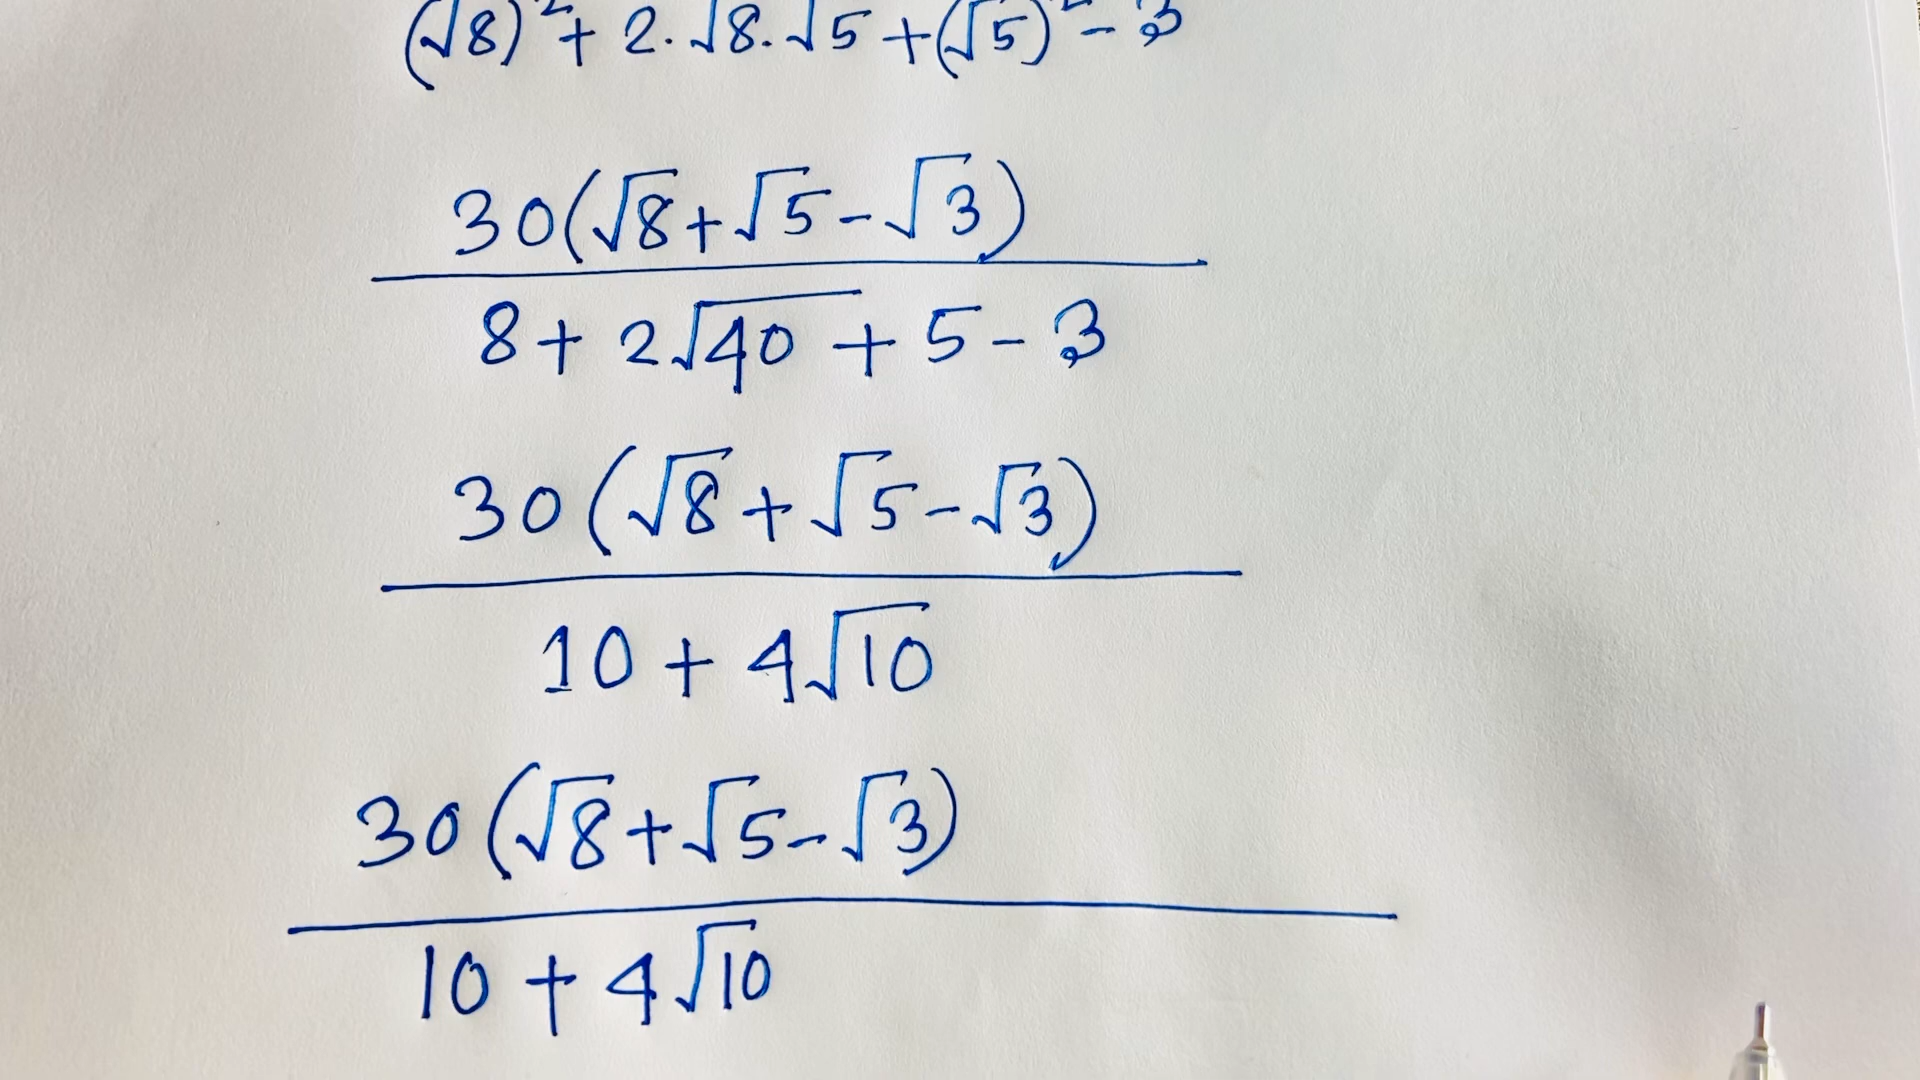 (√8)² + 2.√8.√5 + (√5)² - 3
30(√8+√5-√3)
8 + 2√40 + 5 - 3
30(√8+√5-√3)
10 + 4√10
30(√8+√5-√3)
10 + 4√10